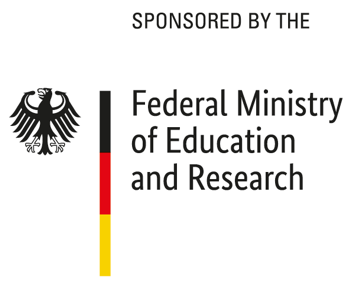 SPONSORED BY THE
Federal Ministry
of Education
and Research